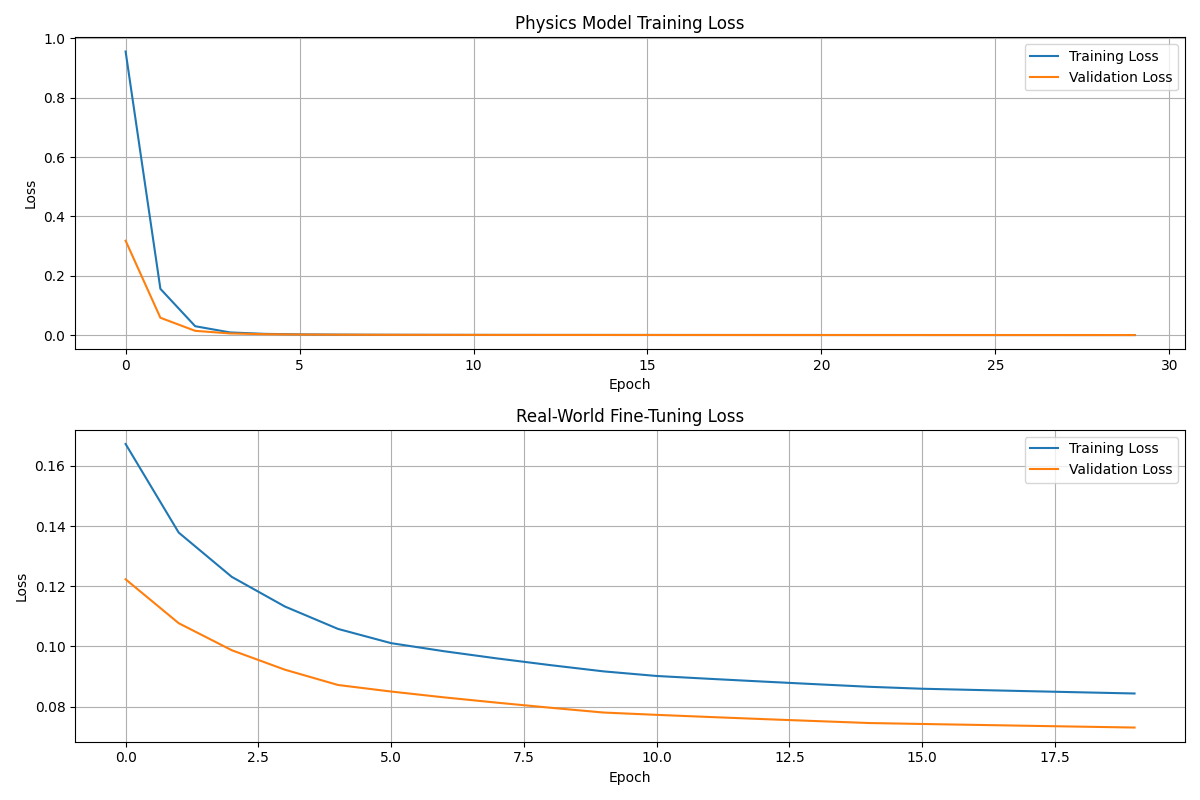 Physics Model Training Loss
1.0
0.8
0.6
0.4
0.2
0.0
Loss
Training Loss
Validation Loss
0 5 10 15 20 25 30
Epoch
Real-World Fine-Tuning Loss
0.16
0.14
0.12
0.10
0.08
Loss
Training Loss
Validation Loss
0.0 2.5 5.0 7.5 10.0 12.5 15.0 17.5
Epoch